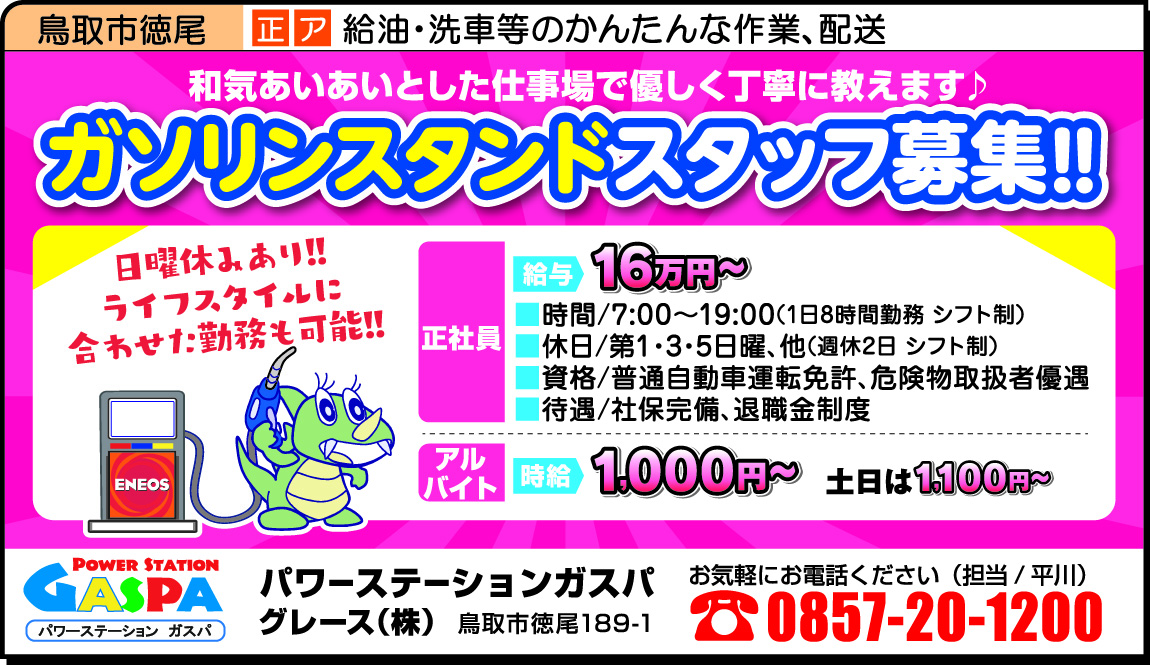 鳥取市徳尾 正 ア 給油・洗車等のかんたんな作業、配送
和気あいあいとした仕事場で優しく丁寧に教えます♪
ガソリンスタンドスタッフ募集!!
日曜休みあり!!
ライフスタイルに
合わせた勤務も可能!!
ENEOS
正社員
給与 16万円~
■時間/7:00~19:00(1日8時間勤務 シフト制)
■休日/第1・3・5日曜、他(週休2日 シフト制)
■資格/普通自動車運転免許、危険物取扱者優遇
■待遇/社保完備、退職金制度
アル
バイト
時給 1,000円~ 土日は1,100円~
POWER STATION
GASPA
パワーステーション ガスパ
パワーステーションガスパ
グレース(株) 鳥取市徳尾189-1
お気軽にお電話ください(担当/平川)
0857-20-1200